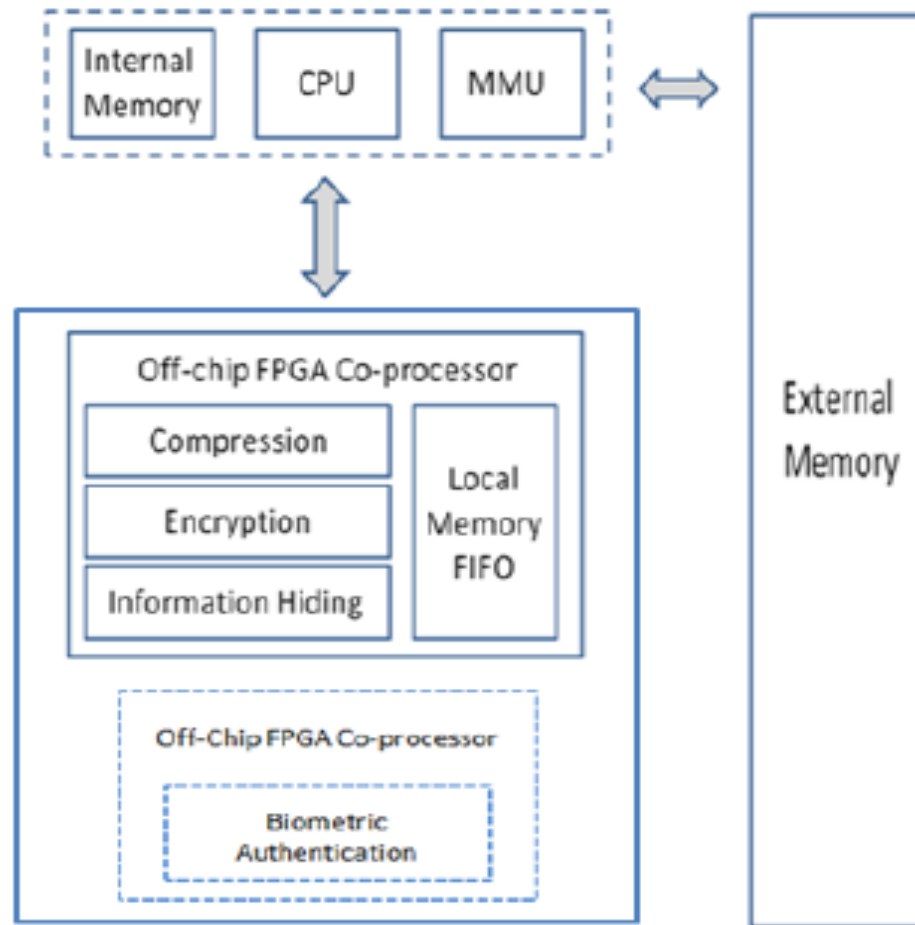 Internal
Memory
CPU
MMU
Off-chip FPGA Co-processor
Compression
Encryption
Information Hiding
Local
Memory
FIFO
Off-Chip FPGA Co-processor
Biometric
Authentication
External
Memory